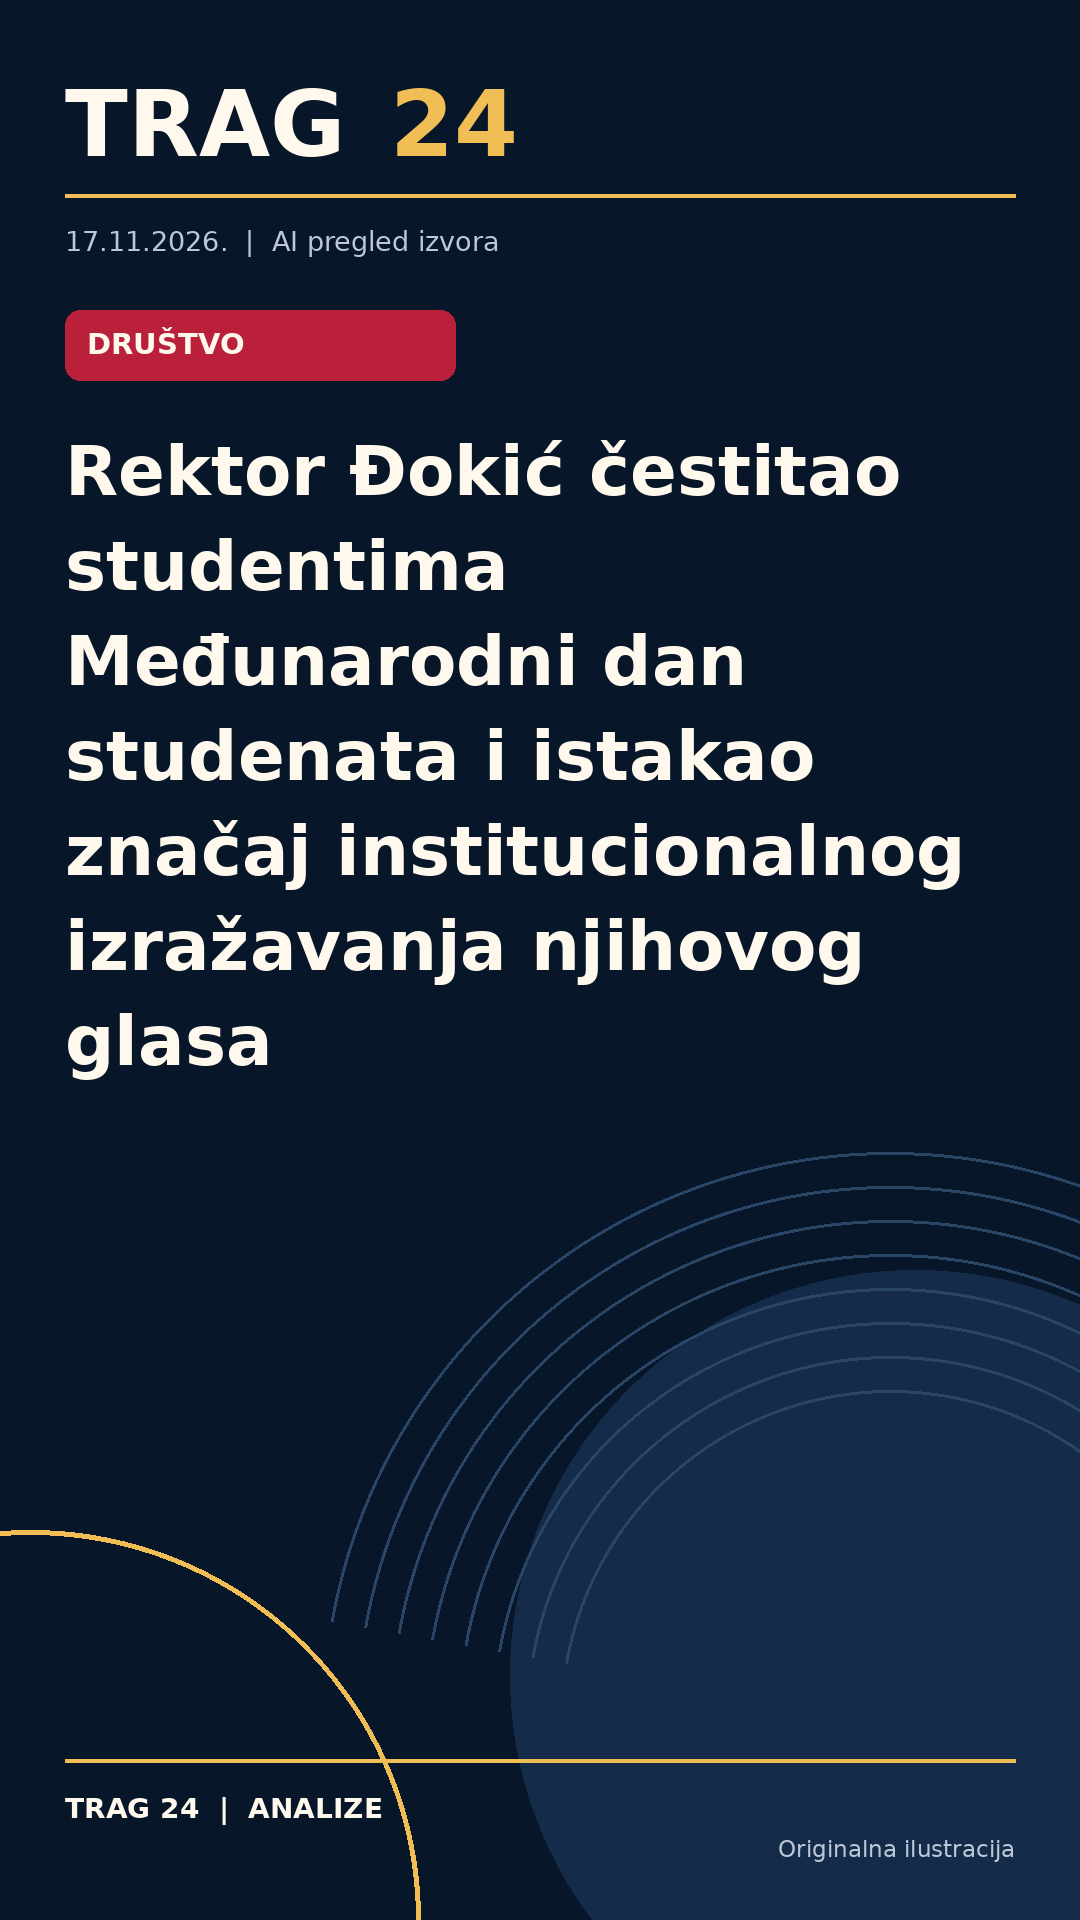 TRAG 24
17.11.2026. | AI pregled izvora
DRUŠTVO
Rektor Đokić čestitao
studentima
Međunarodni dan
studenata i istakao
značaj institucionalnog
izražavanja njihovog
glasa
TRAG 24 | ANALIZE
Originalna ilustracija